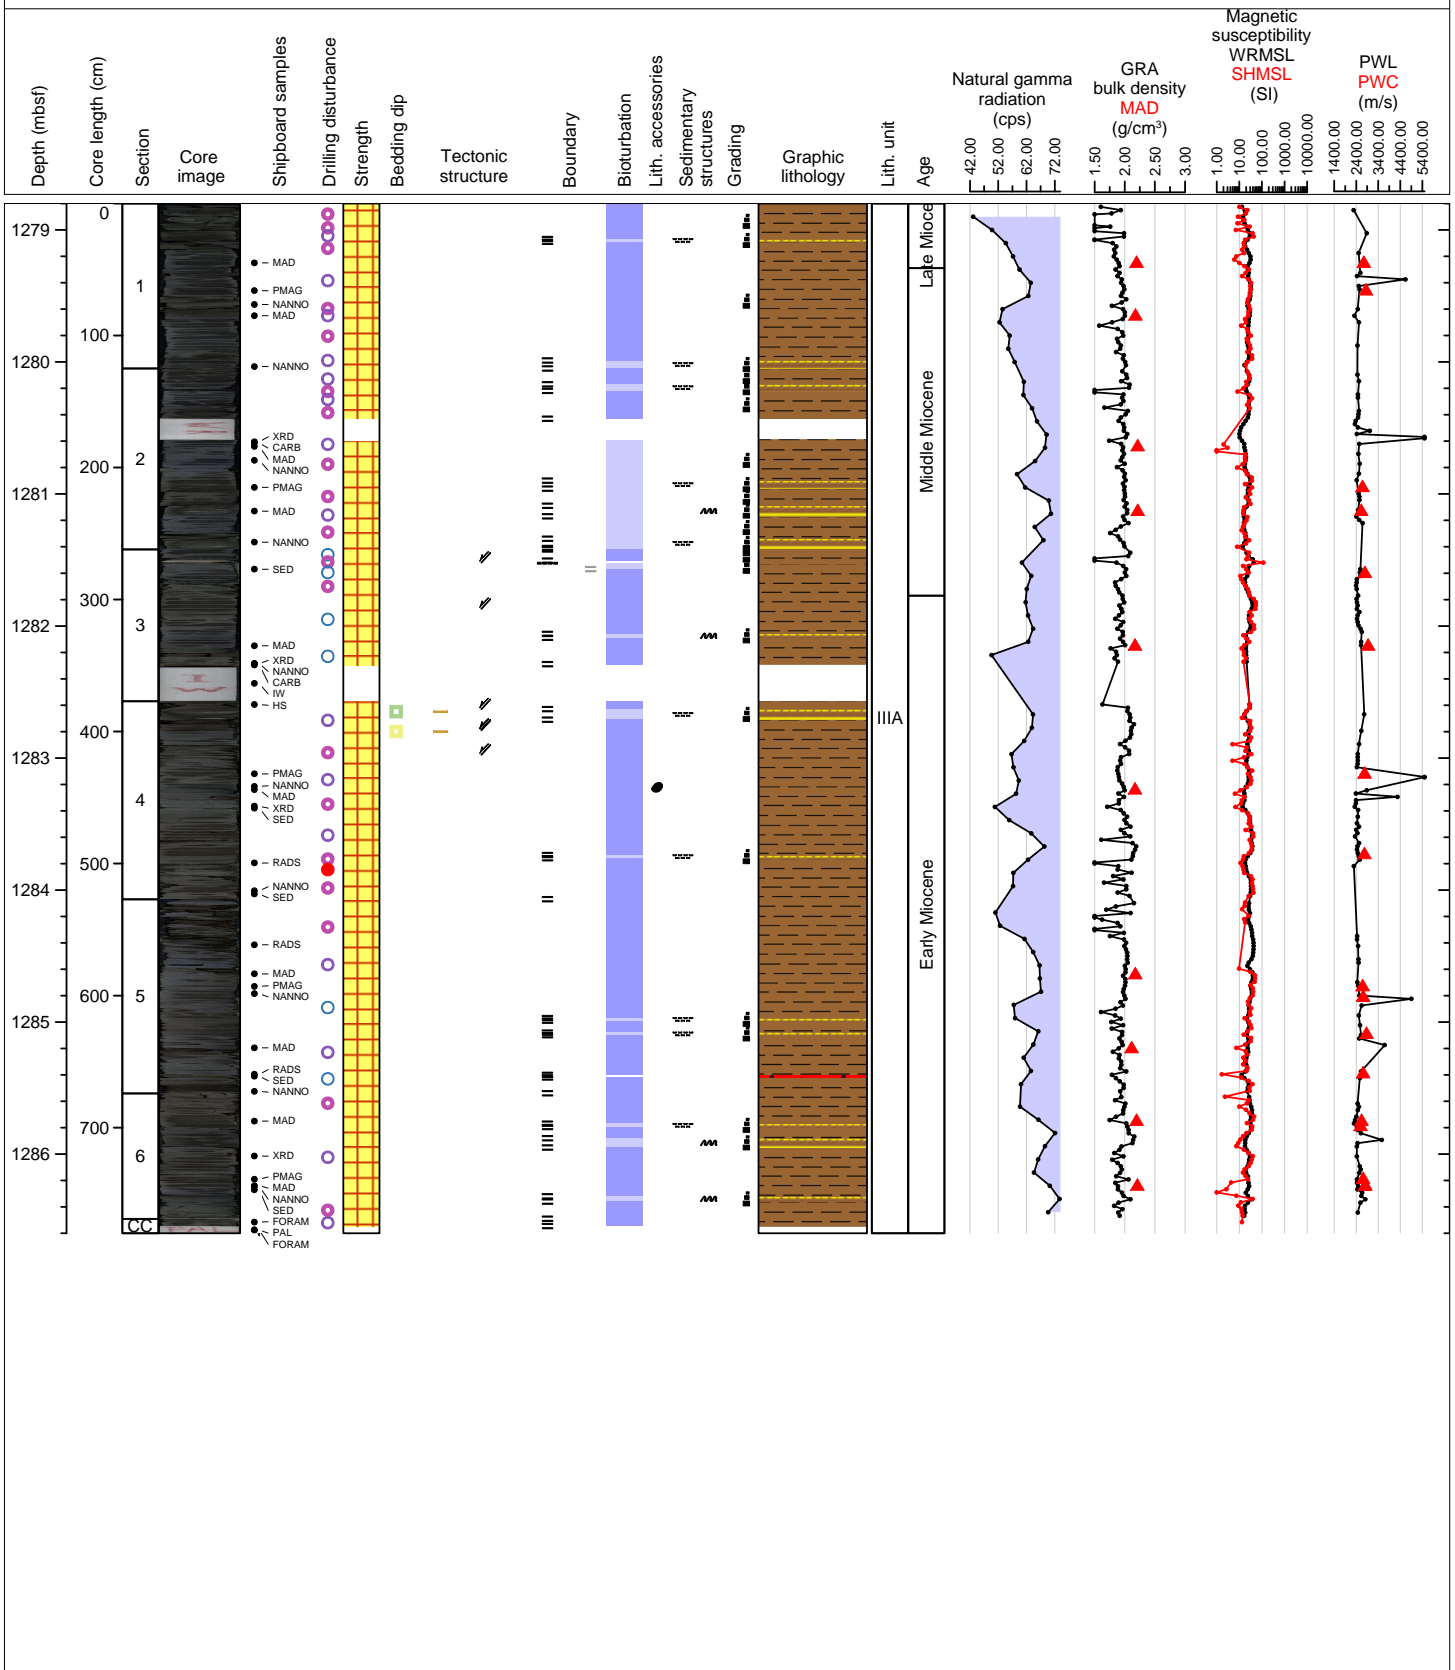 Depth (mbsf)
Core length (cm)
Section
Core
image
Shipboard samples
Drilling disturbance
Strength
Bedding dip
Tectonic
structure
Boundary
Bioturbation
Lith. accessories
Sedimentary
structures
Grading
Graphic
lithology
Lith. unit
Age
Natural gamma
radiation
(cps)
42.00 52.00 62.00 72.00
GRA
bulk density
MAD
(g/cm³)
1.50 2.00 2.50 3.00
Magnetic
susceptibility
WRMSL
SHMSL
(SI)
1.00 10.00 100.00 1000.00 10000.00
PWL
PWC
(m/s)
1400.00 2400.00 3400.00 4400.00 5400.00
1279
1280
1281
1282
1283
1284
1285
1286
0
100
200
300
400
500
600
700
1
2
3
4
5
6
CC
MAD
PMAG
NANNO
MAD
NANNO
XRD
CARB
MAD
NANNO
PMAG
MAD
NANNO
SED
MAD
XRD
NANNO
CARB
IW
HS
PMAG
NANNO
MAD
XRD
SED
RADS
NANNO
SED
RADS
MAD
PMAG
NANNO
MAD
RADS
SED
NANNO
MAD
XRD
PMAG
MAD
NANNO
SED
FORAM
PAL
FORAM
IIIA
Middle Miocene
Early Miocene